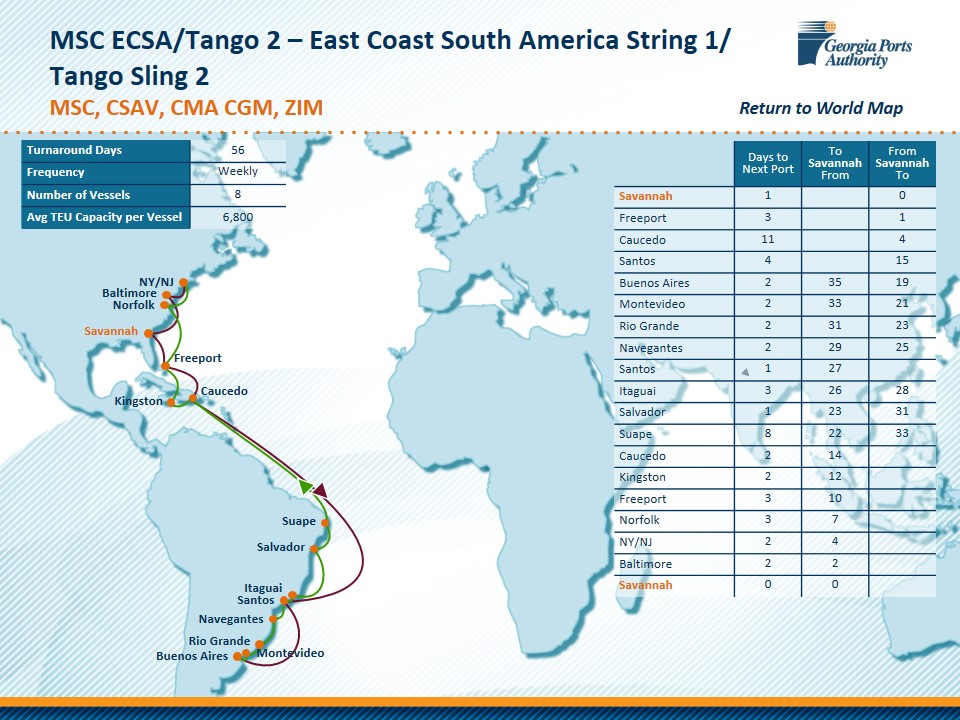 MSC ECSA/Tango 2 – East Coast South America String 1/
Tango Sling 2
MSC, CSAV, CMA CGM, ZIM
Georgia Ports
Authority
Return to World Map
Turnaround Days 56
Frequency Weekly
Number of Vessels 8
Avg TEU Capacity per Vessel 6,800
Days to Next Port To Savannah From From Savannah To
Savannah 1 0
Freeport 3 1
Caucedo 11 4
Santos 4 15
Buenos Aires 2 35 19
Montevideo 2 33 21
Rio Grande 2 31 23
Navegantes 2 29 25
Santos 1 27
Itaguai 3 26 28
Salvador 1 23 31
Suape 8 22 33
Caucedo 2 14
Kingston 2 12
Freeport 3 10
Norfolk 3 7
NY/NJ 2 4
Baltimore 2 2
Savannah 0 0
NY/NJ
Baltimore
Norfolk
Savannah
Freeport
Caucedo
Kingston
Suape
Salvador
Itaguai
Santos
Navegantes
Rio Grande
Buenos Aires
Montevideo